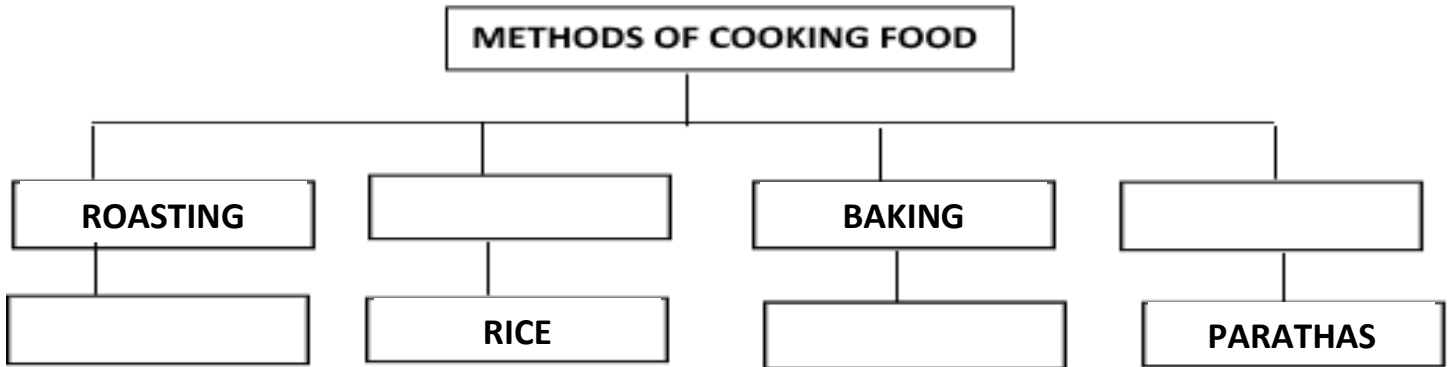 METHODS OF COOKING FOOD
ROASTING
BAKING
RICE
PARATHAS